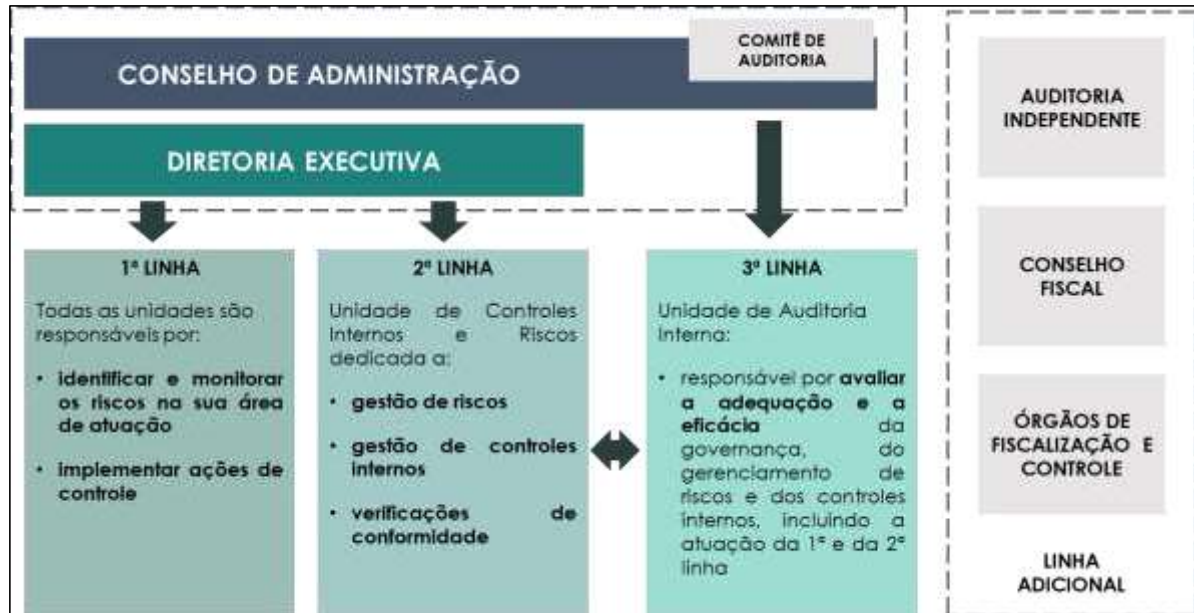 CONSELHO DE ADMINISTRAÇÃO
COMITÊ DE
AUDITORIA
DIRETORIA EXECUTIVA
1ª LINHA
Todas as unidades são
responsáveis por:
• identificar e monitorar
os riscos na sua área
de atuação
• implementar ações de
controle
2ª LINHA
Unidade de Controles
Internos e Riscos
dedicada a:
• gestão de riscos
• gestão de controles
internos
• verificações de
conformidade
3ª LINHA
Unidade de Auditoria
Interna:
• responsável por avaliar
a adequação e a
eficácia da
governança, do
gerenciamento de
riscos e dos controles
internos, incluindo a
atuação da 1ª e da 2ª
linha
AUDITORIA
INDEPENDENTE
CONSELHO
FISCAL
ÓRGÃOS DE
FISCALIZAÇÃO E
CONTROLE
LINHA
ADICIONAL